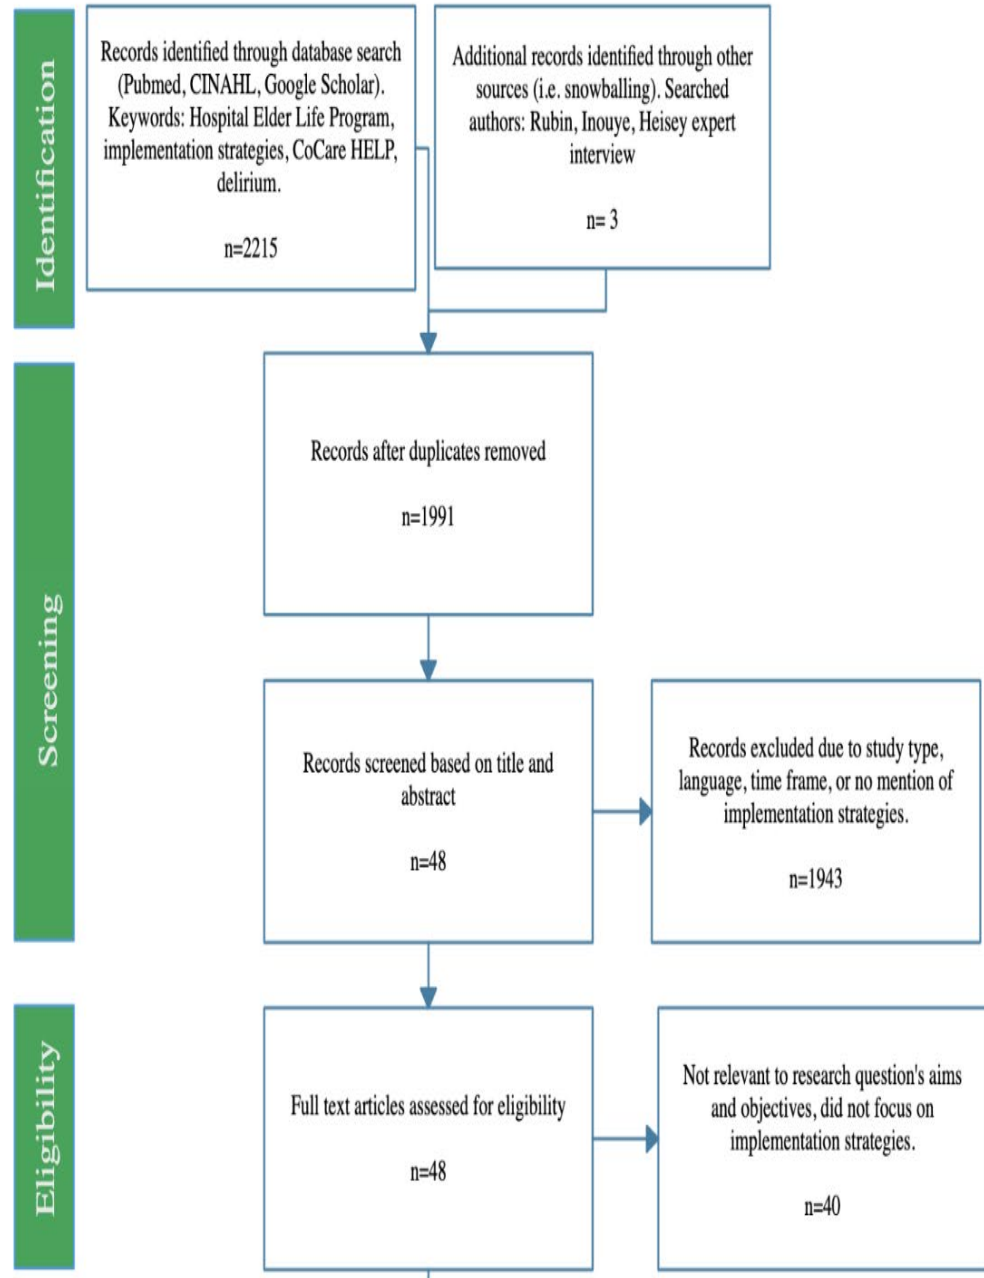 Identification
Records identified through database search
(Pubmed, CINAHL, Google Scholar).
Keywords: Hospital Elder Life Program,
implementation strategies, CoCare HELP,
delirium.
n=2215
Additional records identified through other
sources (i.e. snowballing). Searched
authors: Rubin, Inouye, Heisey expert
interview
n= 3
Screening
Records after duplicates removed
n=1991
Records screened based on title and
abstract
n=48
Records excluded due to study type,
language, time frame, or no mention of
implementation strategies.
n=1943
Eligibility
Full text articles assessed for eligibility
n=48
Not relevant to research question's aims
and objectives, did not focus on
implementation strategies.
n=40